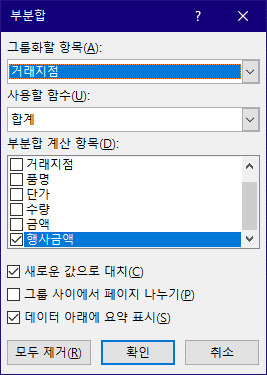 부분합
그룹화할 항목(A):
거래지점
사용할 함수(U):
합계
부분합 계산 항목(D):
거래지점
품명
단가
수량
금액
행사금액
새로운 값으로 대치(C)
그룹 사이에서 페이지 나누기(P)
데이터 아래에 요약 표시(S)
모두 제거(R) 확인 취소